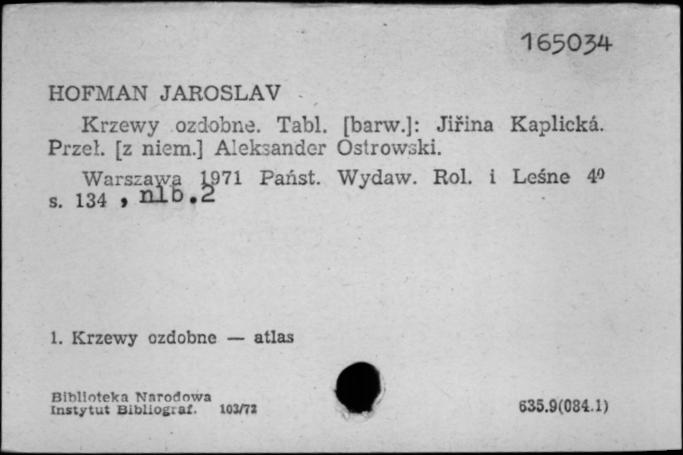 165034
HOFMAN JAROSLAV
Krzewy ozdobne. Tabl. [barw.]: Jiřina Kaplická.
Przeł. [z niem.] Aleksander Ostrowski.
Warszawa 1971 Państ. Wydaw. Rol. i Leśne 4⁰
s. 134 , nlb.2
1. Krzewy ozdobne — atlas
Biblioteka Narodowa
Instytut Bibliograf. 103/72
635.9(084.1)